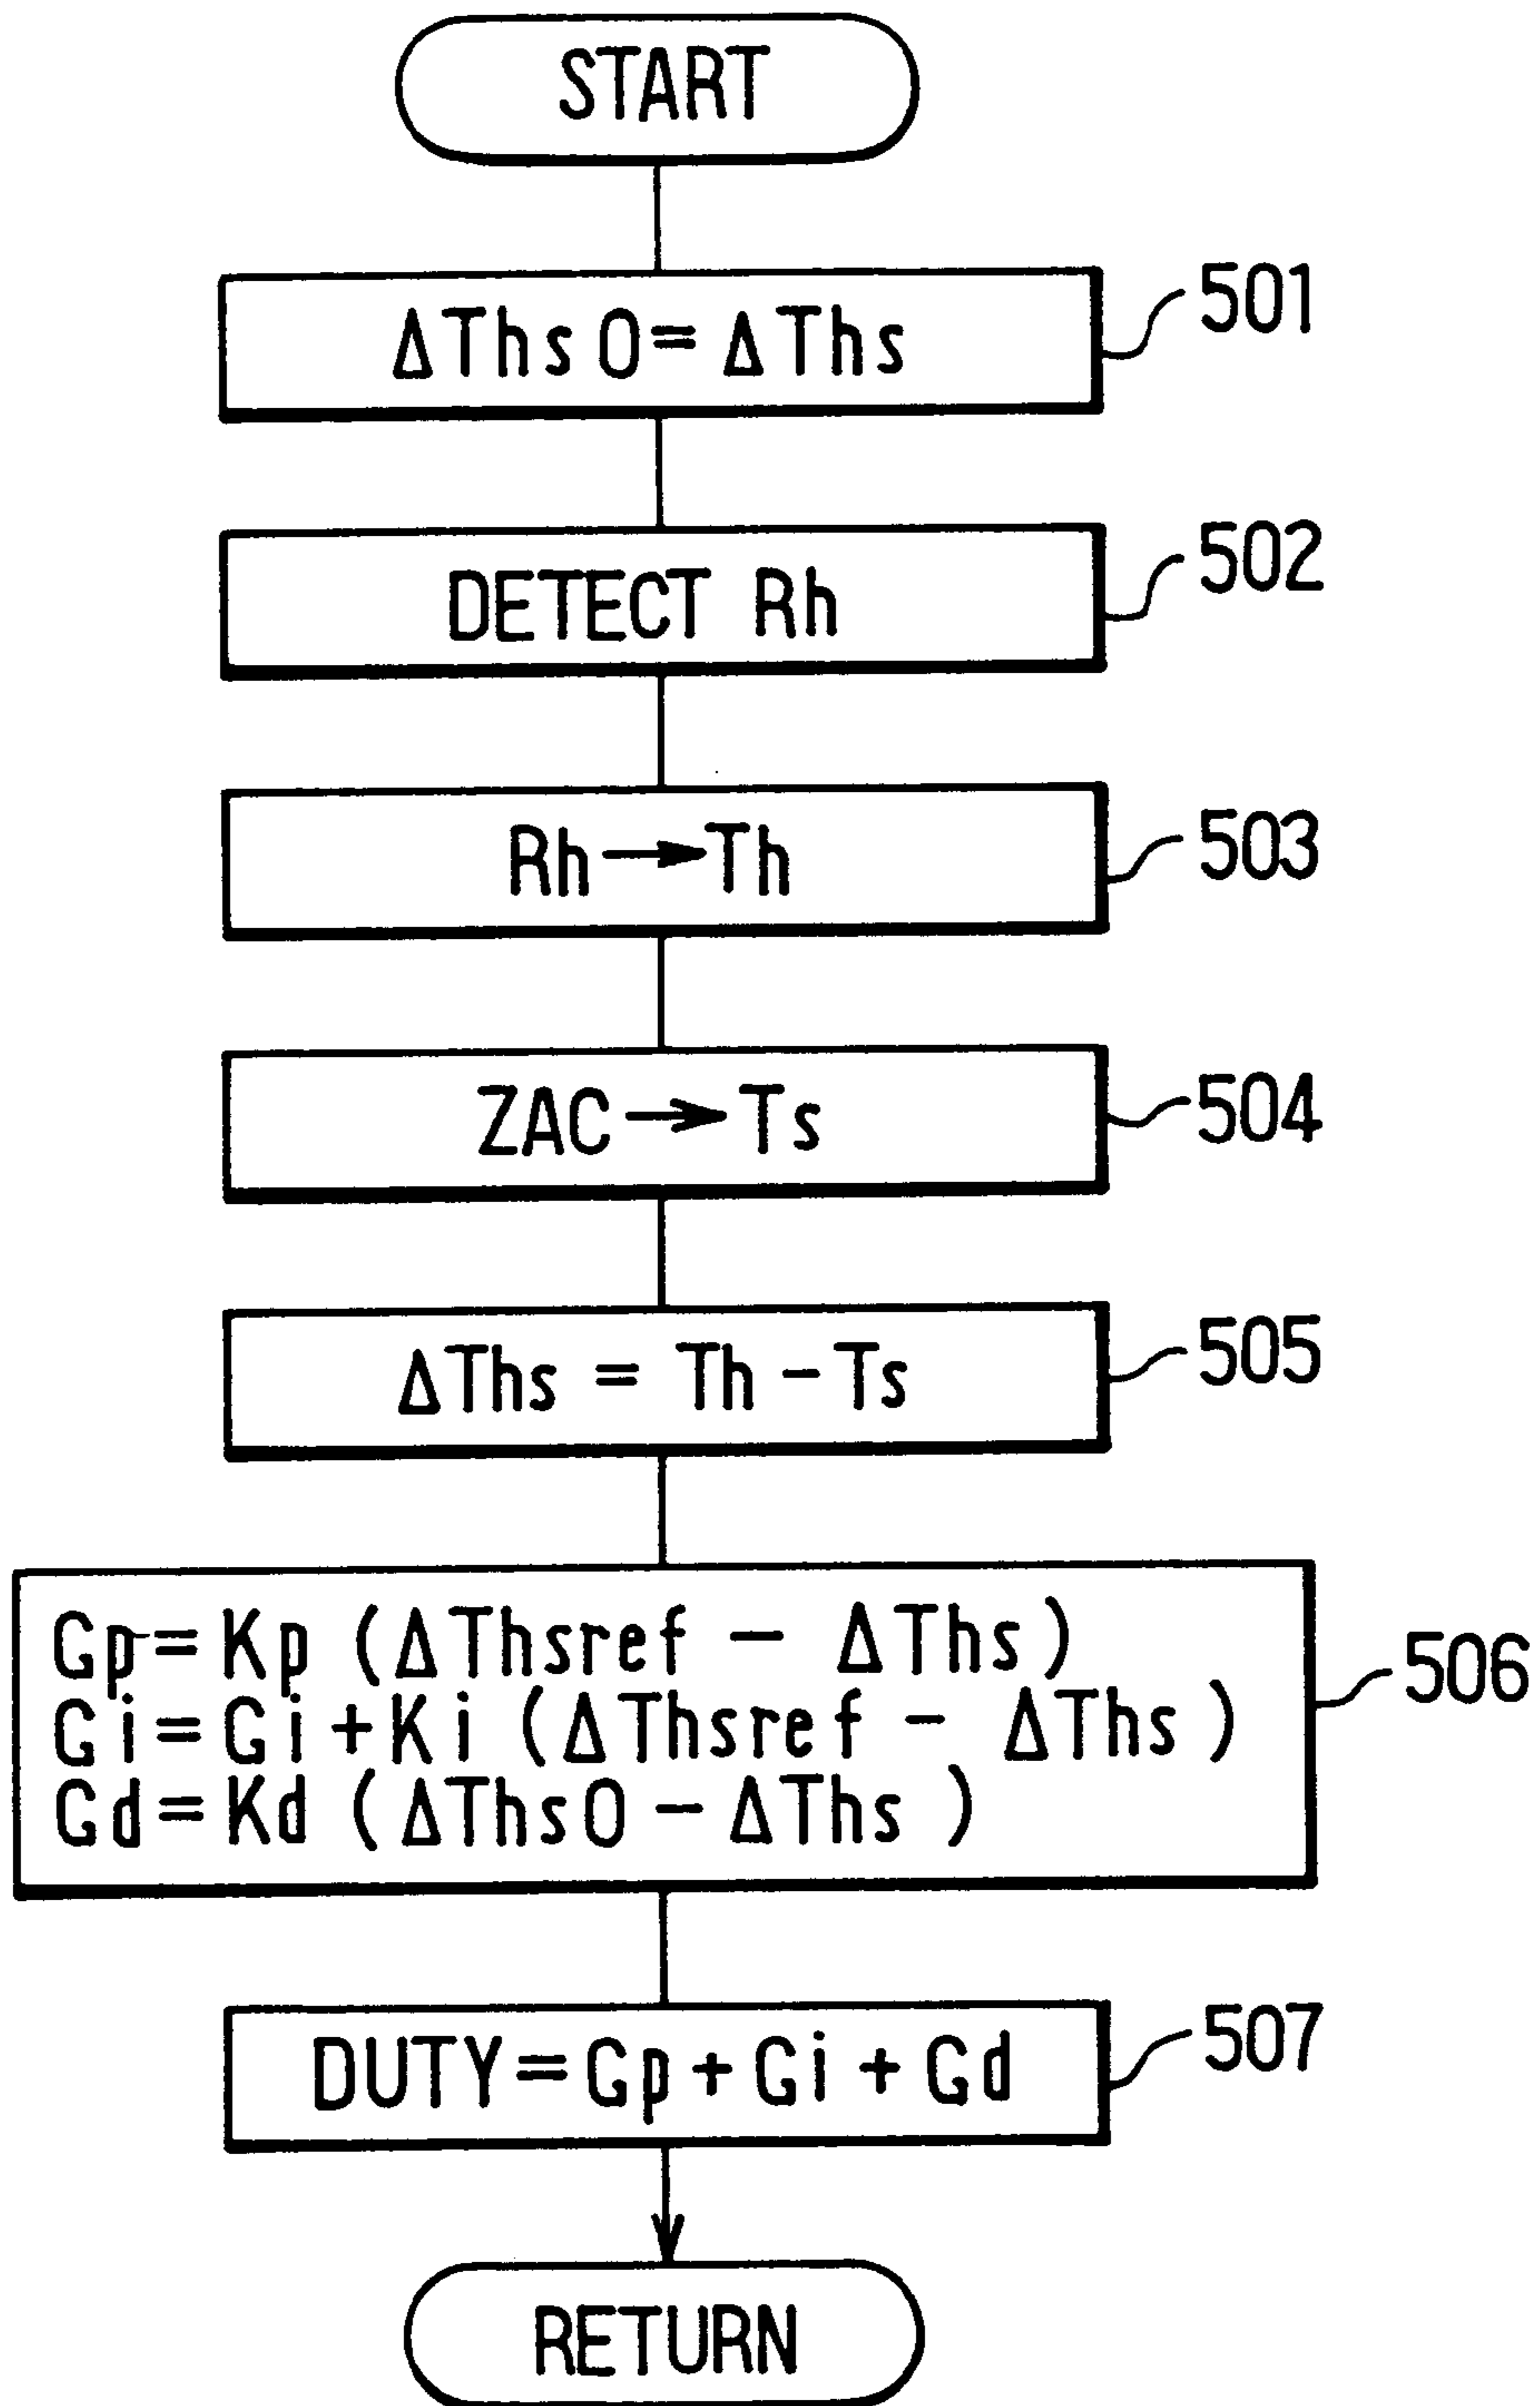 START
ΔThs0=ΔThs
501
DETECT Rh
502
Rh→Th
503
ZAC→Ts
504
ΔThs = Th-Ts
505
Gp=Kp (ΔThsref - ΔThs)
Gi=Gi+Ki (ΔThsref - ΔThs)
Gd=Kd (ΔThs0-ΔThs)
506
DUTY=Gp+Gi+Gd
507
RETURN